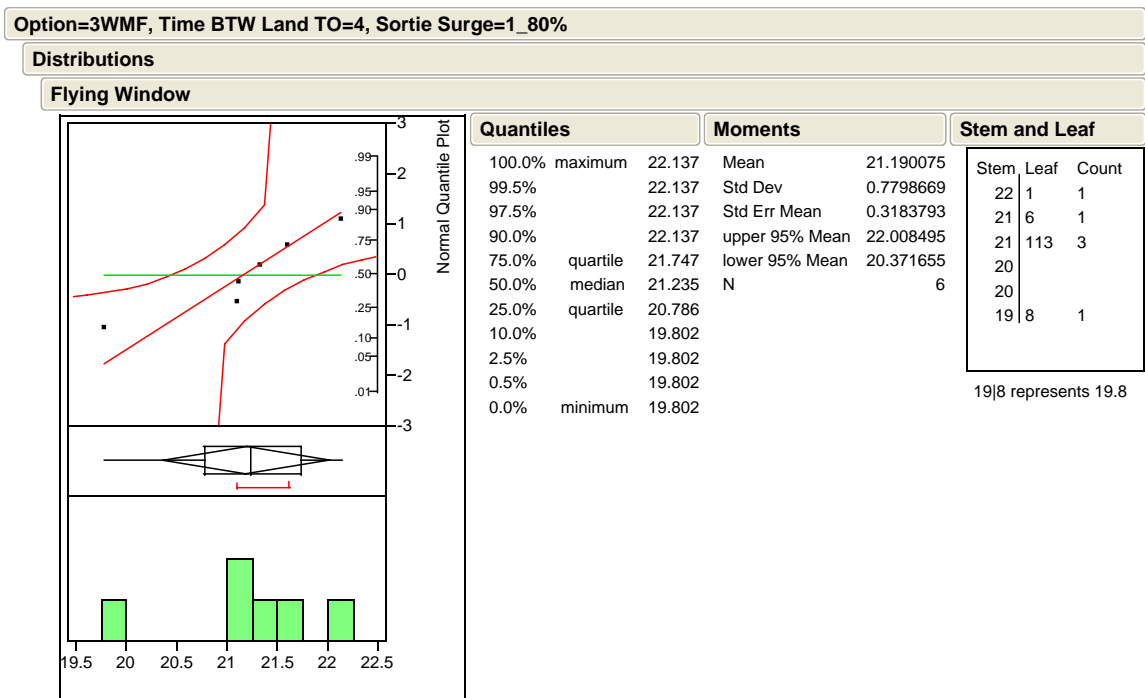 Option=3WMF, Time BTW Land TO=4, Sortie Surge=1_80%
Distributions
Flying Window
3
2
1
0
-1
-2
-3
.99
.95
.90
.75
.50
.25
.10
.05
.01
Normal Quantile Plot
19.5 20 20.5 21 21.5 22 22.5
Quantiles
100.0% maximum 22.137
99.5% 22.137
97.5% 22.137
90.0% 22.137
75.0% quartile 21.747
50.0% median 21.235
25.0% quartile 20.786
10.0% 19.802
2.5% 19.802
0.5% 19.802
0.0% minimum 19.802
Moments
Mean 21.190075
Std Dev 0.7798669
Std Err Mean 0.3183793
upper 95% Mean 22.008495
lower 95% Mean 20.371655
N 6
Stem and Leaf
Stem Leaf Count
22 1 1
21 6 1
21 113 3
20
20
19 8 1
19|8 represents 19.8